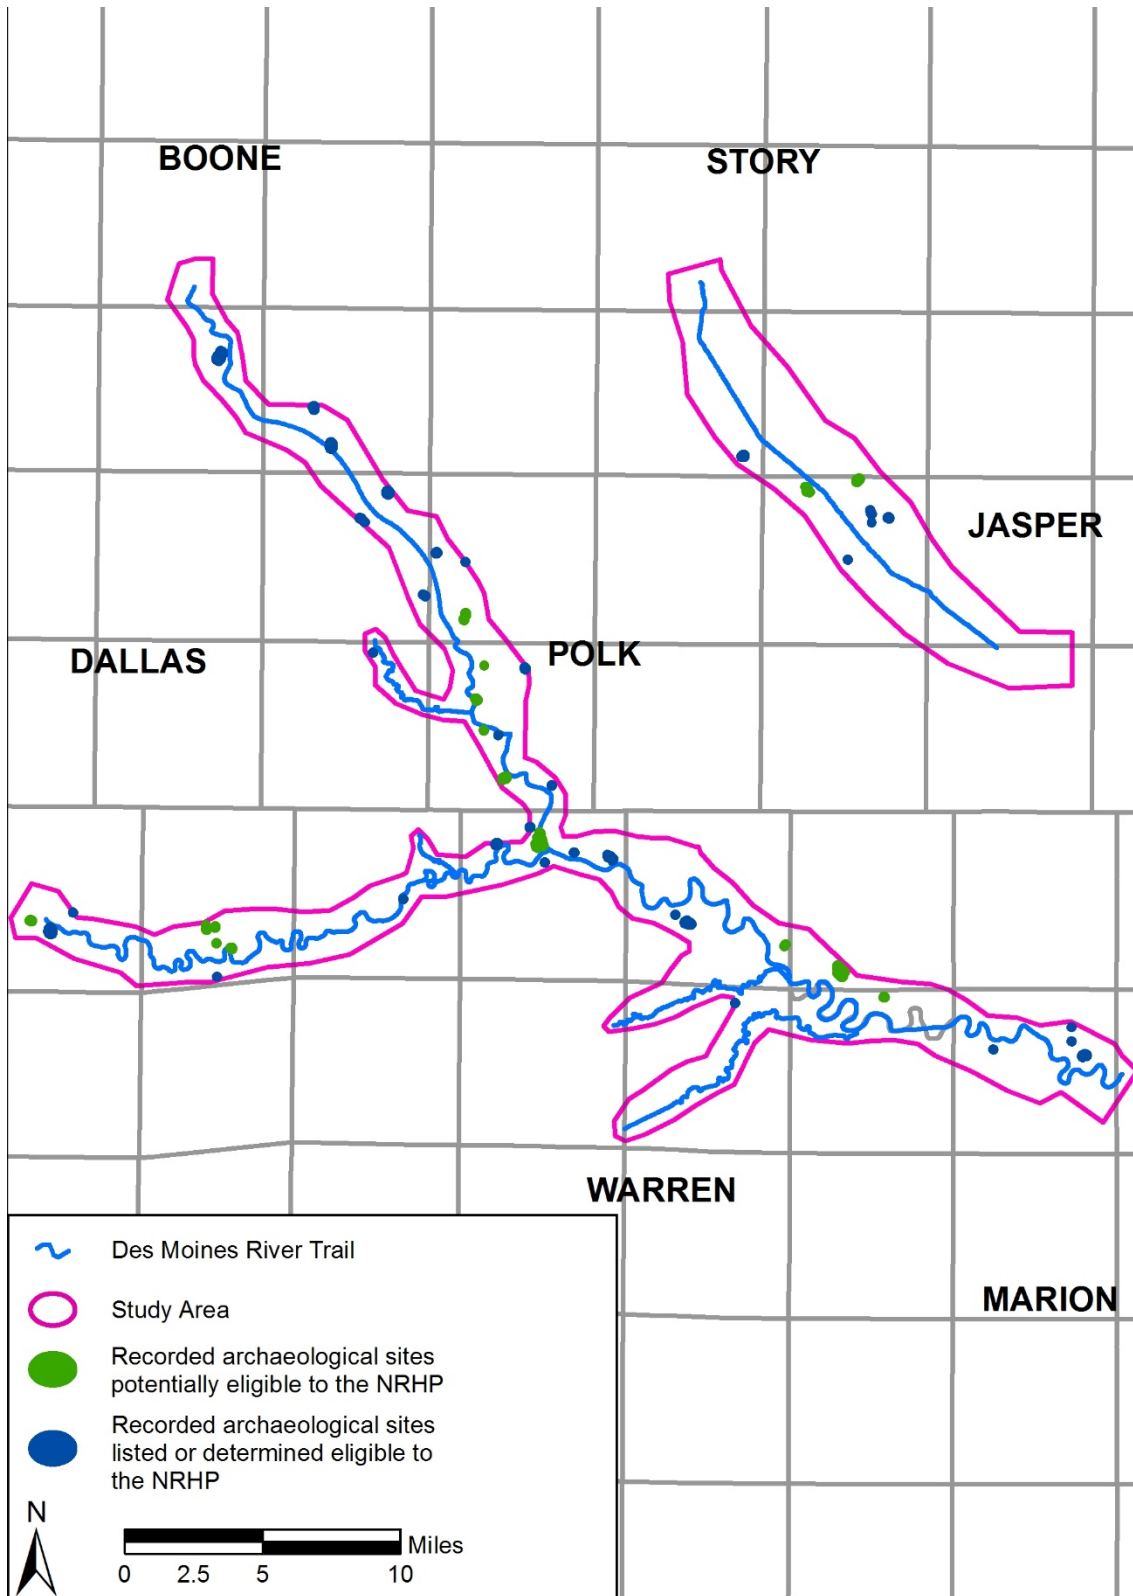 BOONE
STORY
JASPER
POLK
DALLAS
WARREN
MARION
Des Moines River Trail
Study Area
Recorded archaeological sites
potentially eligible to the NRHP
Recorded archaeological sites
listed or determined eligible to
the NRHP
N
Miles
0 2.5 5 10